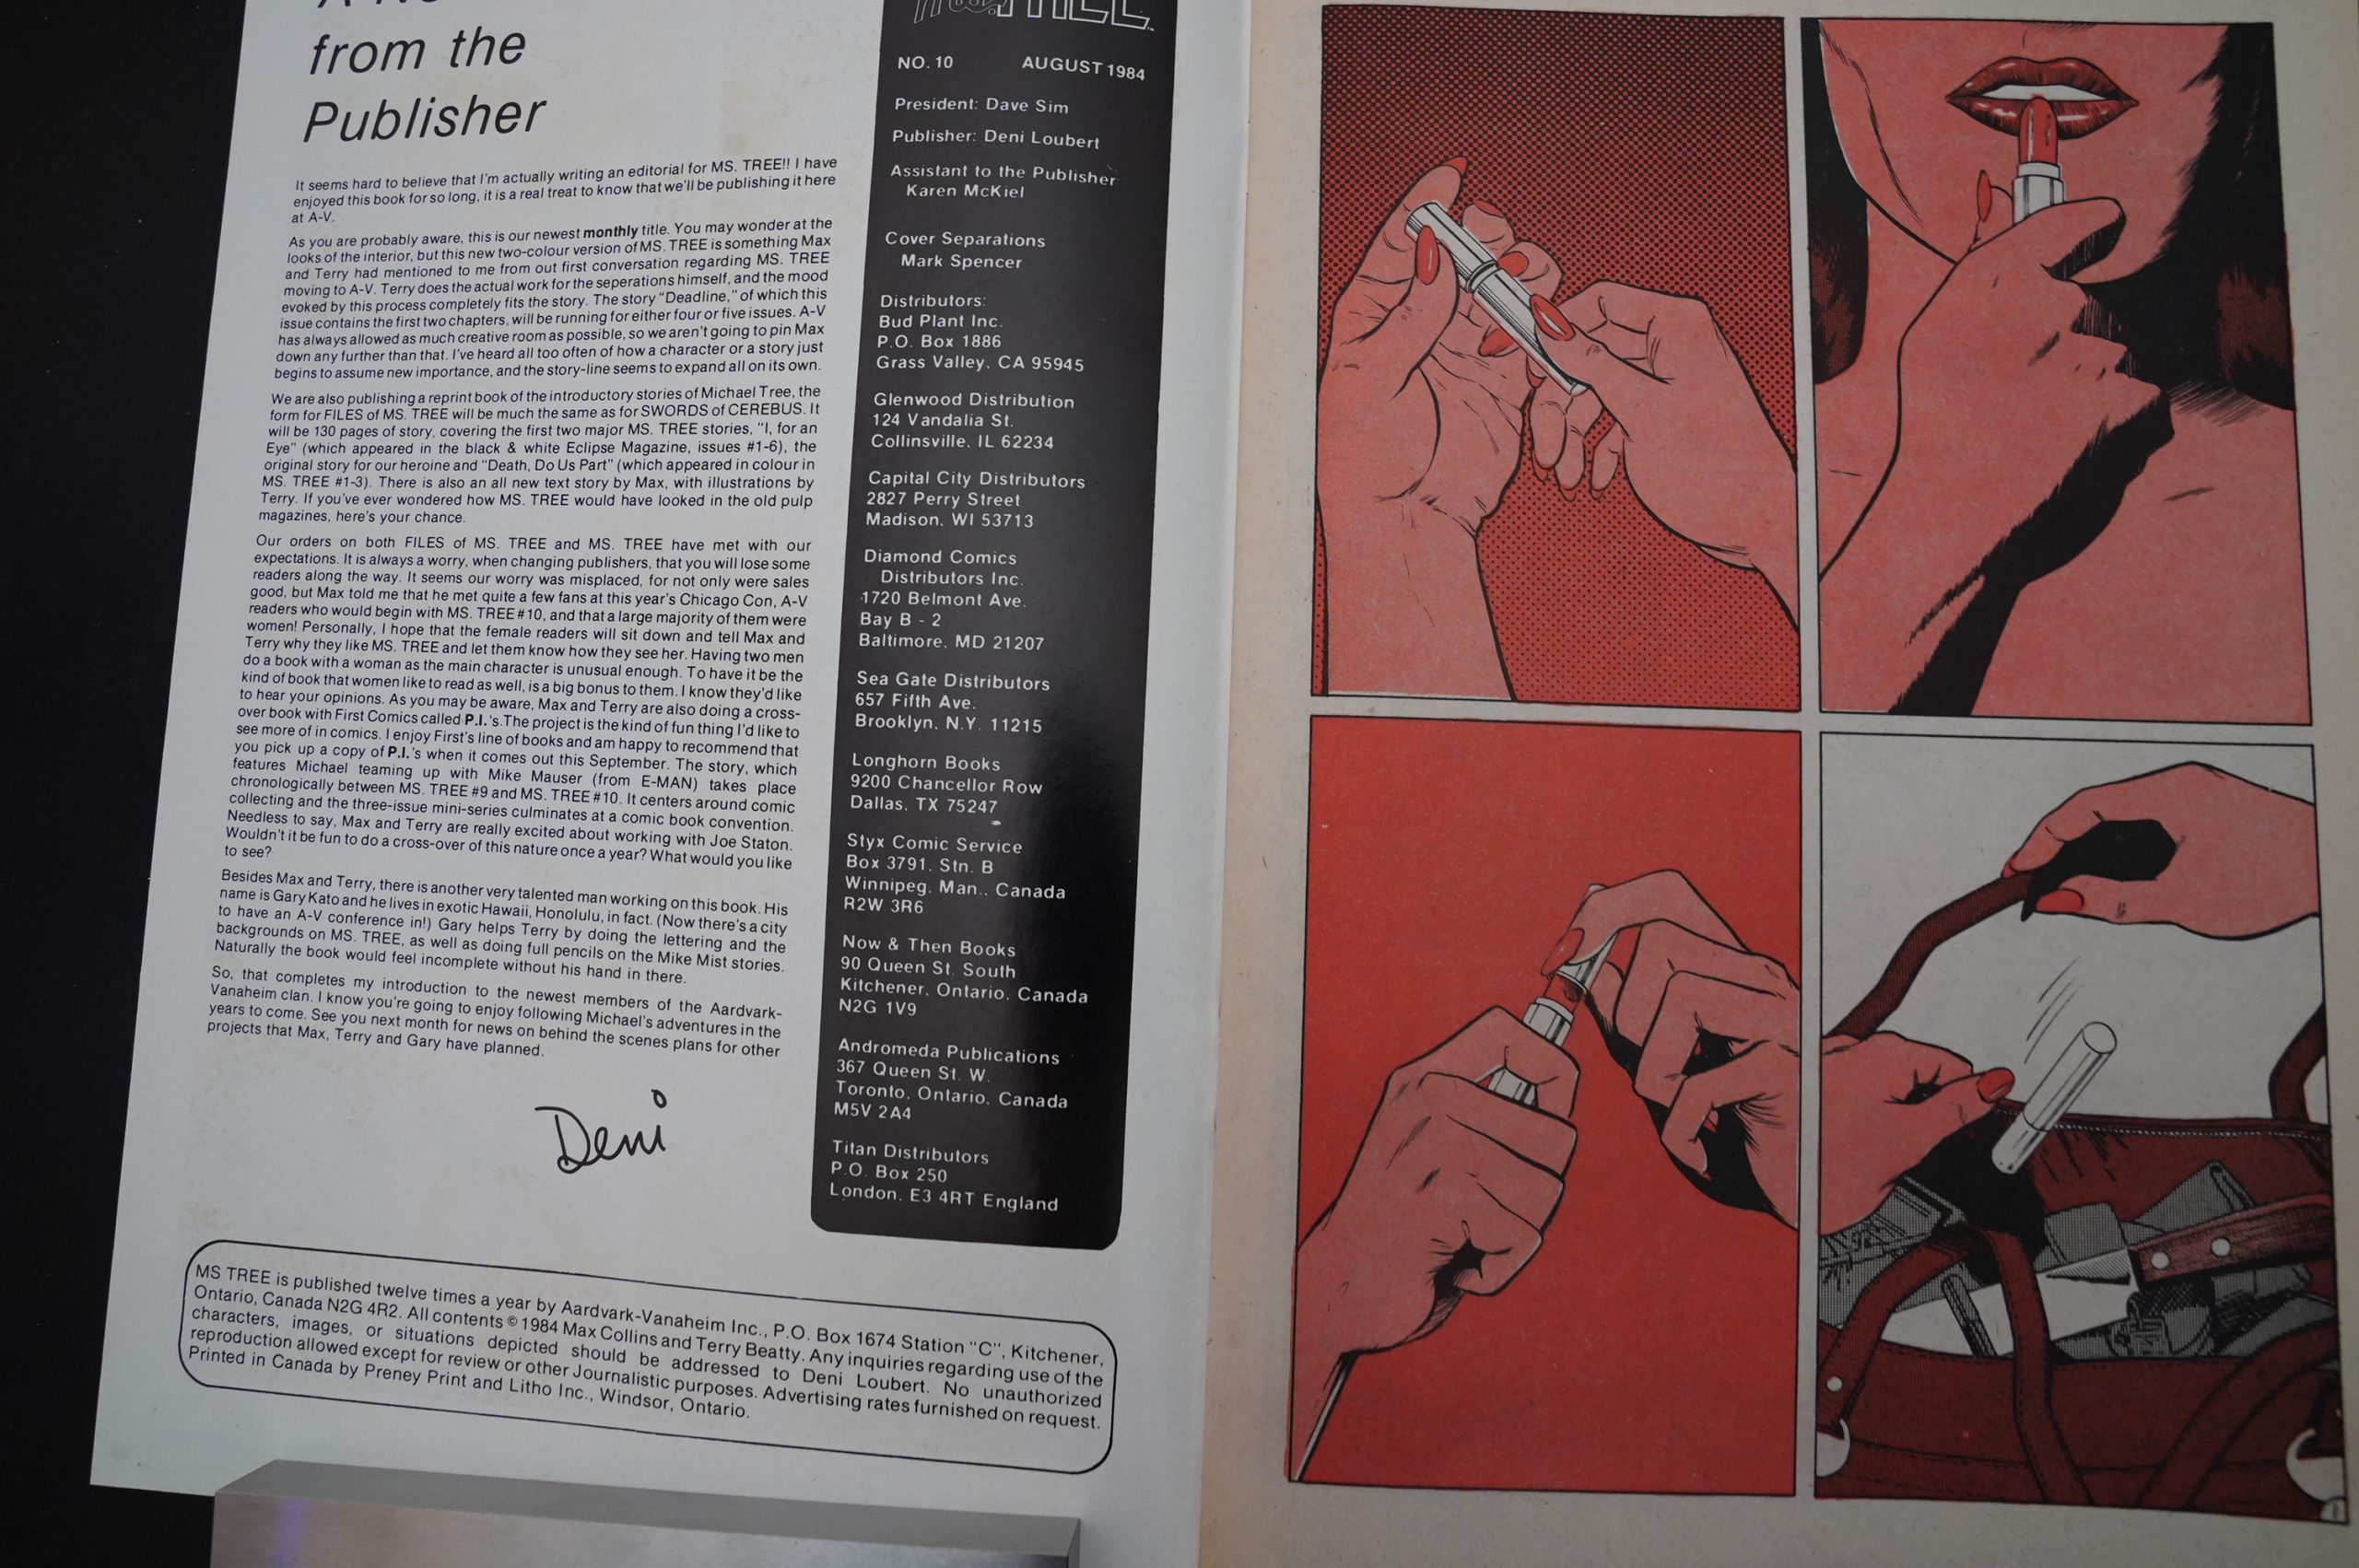 from the
Publisher
It seems hard to believe that I'm actually writing an editorial for MS. TREE!! I have
enjoyed this book for so long, it is a real treat to know that we'll be publishing it here
at A-V.
As you are probably aware, this is our newest monthly title. You may wonder at the
looks of the interior, but this new two-colour version of MS. TREE is something Max
and Terry had mentioned to me from out first conversation regarding MS. TREE
moving to A-V. Terry does the actual work for the seperations himself, and the mood
evoked by this process completely fits the story. The story "Deadline," of which this
issue contains the first two chapters, will be running for either four or five issues. A-V
has always allowed as much creative room as possible, so we aren't going to pin Max
down any further than that. I've heard all too often of how a character or a story just
begins to assume new importance, and the story-line seems to expand all on its own.
We are also publishing a reprint book of the introductory stories of Michael Tree, the
form for FILES of MS. TREE will be much the same as for SWORDS of CEREBUS. It
will be 130 pages of story, covering the first two major MS. TREE stories, "I, for an
Eye" (which appeared in the black & white Eclipse Magazine, issues #1-6), the
original story for our heroine and "Death, Do Us Part" (which appeared in colour in
MS. TREE #1-3). There is also an all new text story by Max, with illustrations by
Terry. If you've ever wondered how MS. TREE would have looked in the old pulp
magazines, here's your chance.
Our orders on both FILES of MS. TREE and MS. TREE have met with our
expectations. It is always a worry, when changing publishers, that you will lose some
readers along the way. It seems our worry was misplaced, for not only were sales
good, but Max told me that he met quite a few fans at this year's Chicago Con, A-V
readers who would begin with MS. TREE #10, and that a large majority of them were
women! Personally, I hope that the female readers will sit down and tell Max and
Terry why they like MS. TREE and let them know how they see her. Having two men
do a book with a woman as the main character is unusual enough. To have it be the
kind of book that women like to read as well, is a big bonus to them. I know they'd like
to hear your opinions. As you may be aware, Max and Terry are also doing a cross-
over book with First Comics called P.I.'s. The project is the kind of fun thing I'd like to
see more of in comics. I enjoy First's line of books and am happy to recommend that
you pick up a copy of P.I.'s when it comes out this September. The story, which
features Michael teaming up with Mike Mauser (from E-MAN) takes place
chronologically between MS. TREE #9 and MS. TREE #10. It centers around comic
collecting and the three-issue mini-series culminates at a comic book convention.
Needless to say, Max and Terry are really excited about working with Joe Staton.
Wouldn't it be fun to do a cross-over of this nature once a year? What would you like
to see?
Besides Max and Terry, there is another very talented man working on this book. His
name is Gary Kato and he lives in exotic Hawaii, Honolulu, in fact. (Now there's a city
to have an A-V conference in!) Gary helps Terry by doing the lettering and the
backgrounds on MS. TREE, as well as doing full pencils on the Mike Mist stories.
Naturally the book would feel incomplete without his hand in there.
So, that completes my introduction to the newest members of the Aardvark-
Vanaheim clan. I know you're going to enjoy following Michael's adventures in the
years to come. See you next month for news on behind the scenes plans for other
projects that Max, Terry and Gary have planned.
Deni
NO. 10 AUGUST 1984
President: Dave Sim
Publisher: Deni Loubert
Assistant to the Publisher
Karen McKiel
Cover Separations
Mark Spencer
Distributors:
Bud Plant Inc.
P.O. Box 1886
Grass Valley, CA 95945
Glenwood Distribution
124 Vandalia St.
Collinsville, IL 62234
Capital City Distributors
2827 Perry Street
Madison, WI 53713
Diamond Comics
Distributors Inc.
1720 Belmont Ave.
Bay B - 2
Baltimore, MD 21207
Sea Gate Distributors
657 Fifth Ave.
Brooklyn, N.Y. 11215
Longhorn Books
9200 Chancellor Row
Dallas, TX 75247
Styx Comic Service
Box 3791, Stn. B
Winnipeg, Man., Canada
R2W 3R6
Now & Then Books
90 Queen St. South
Kitchener, Ontario, Canada
N2G 1V9
Andromeda Publications
367 Queen St. W.
Toronto, Ontario, Canada
M5V 2A4
Titan Distributors
P.O. Box 250
London, E3 4RT England
MS TREE is published twelve times a year by Aardvark-Vanaheim Inc., P.O. Box 1674 Station "C", Kitchener,
Ontario, Canada N2G 4R2. All contents © 1984 Max Collins and Terry Beatty. Any inquiries regarding use of the
characters, images, or situations depicted should be addressed to Deni Loubert. No unauthorized
reproduction allowed except for review or other Journalistic purposes. Advertising rates furnished on request.
Printed in Canada by Preney Print and Litho Inc., Windsor, Ontario.